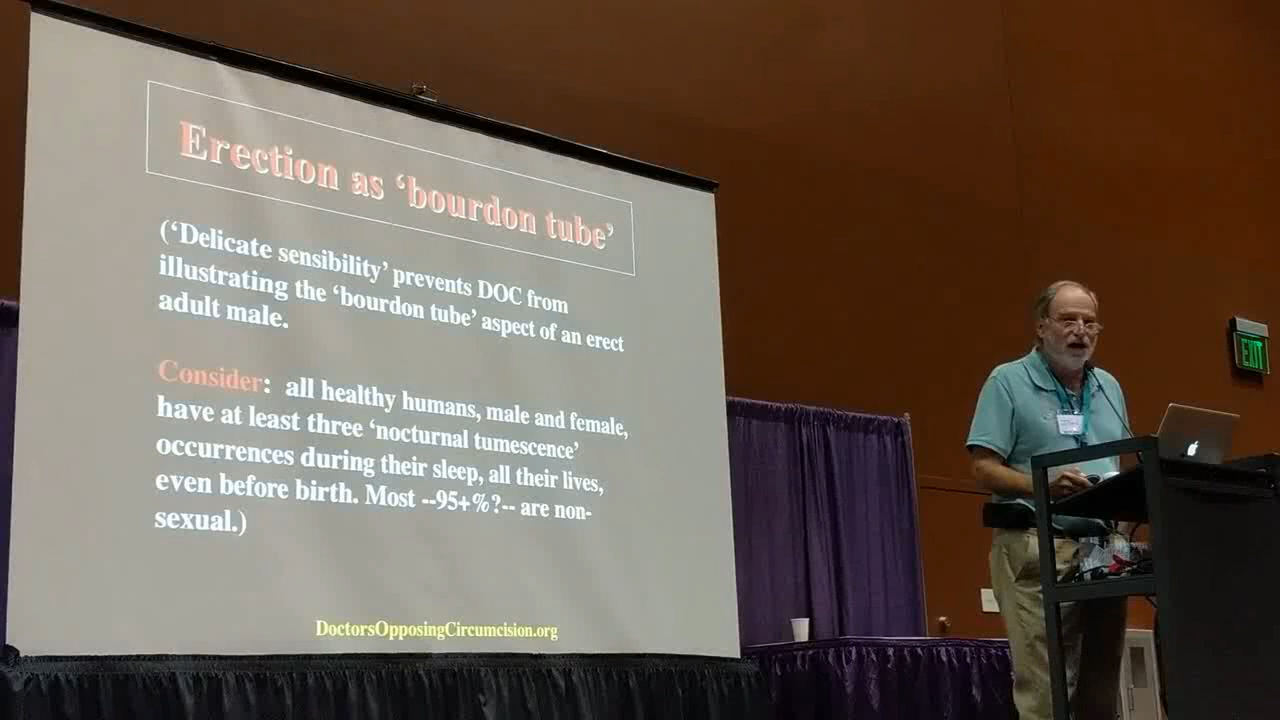 Erection as ‘bourdon tube’
(‘Delicate sensibility’ prevents DOC from
illustrating the ‘bourdon tube’ aspect of an erect
adult male.
Consider: all healthy humans, male and female,
have at least three ‘nocturnal tumescence’
occurrences during their sleep, all their lives,
even before birth. Most --95+%?-- are non-
sexual.)
DoctorsOpposingCircumcision.org
EXIT